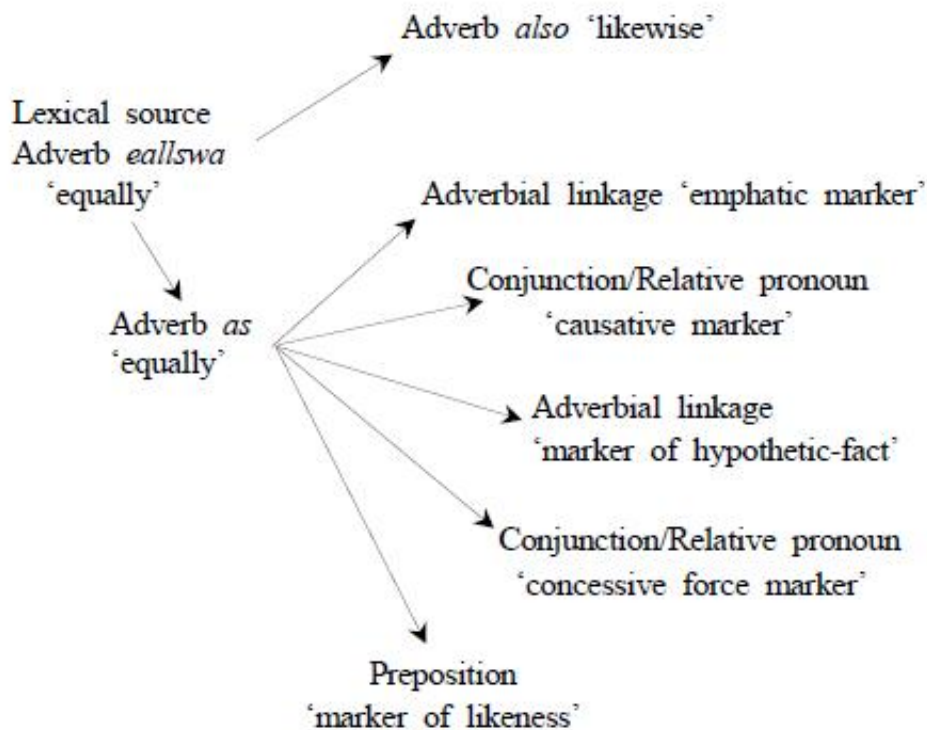 Adverb also ‘likewise’
Lexical source
Adverb eallswa
‘equally’
Adverbial linkage ‘emphatic marker’
Conjunction/Relative pronoun
‘causative marker’
Adverb as
‘equally’
Adverbial linkage
‘marker of hypothetic-fact’
Conjunction/Relative pronoun
‘concessive force marker’
Preposition
‘marker of likeness’